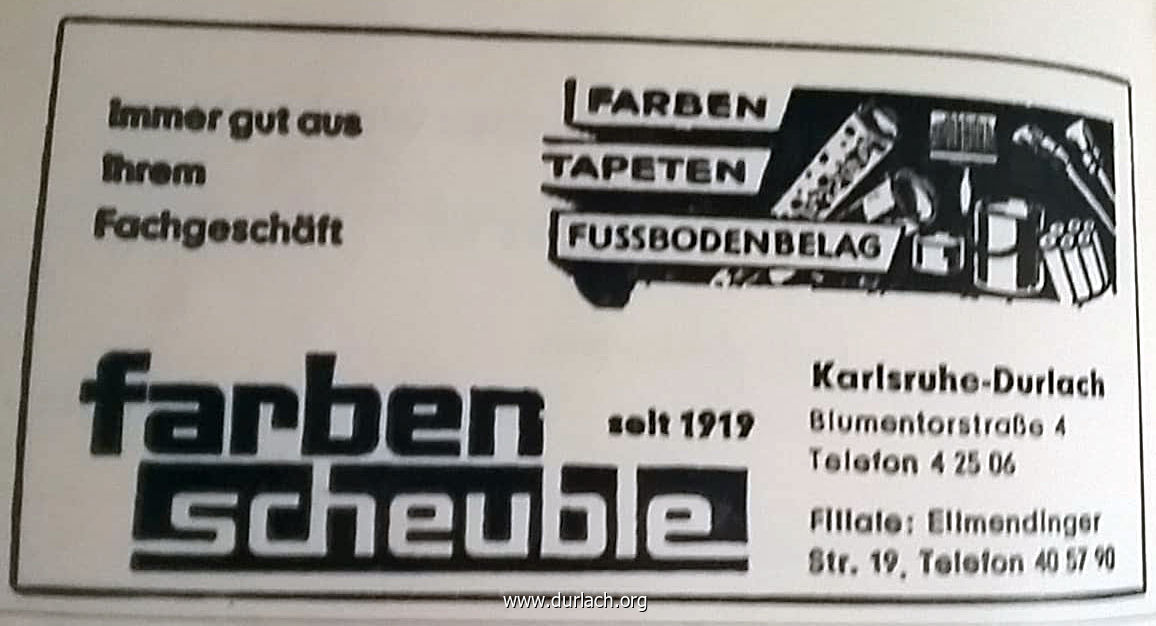 immer gut aus
Ihrem
Fachgeschäft
FARBEN
TAPETEN
FUSSBODENBELAG
farben
scheuble
seit 1919
Karlsruhe-Durlach
Blumentorstraße 4
Telefon 4 25 06
Filiale: Ellmendinger
Str. 19, Telefon 40 57 90
www.durlach.org